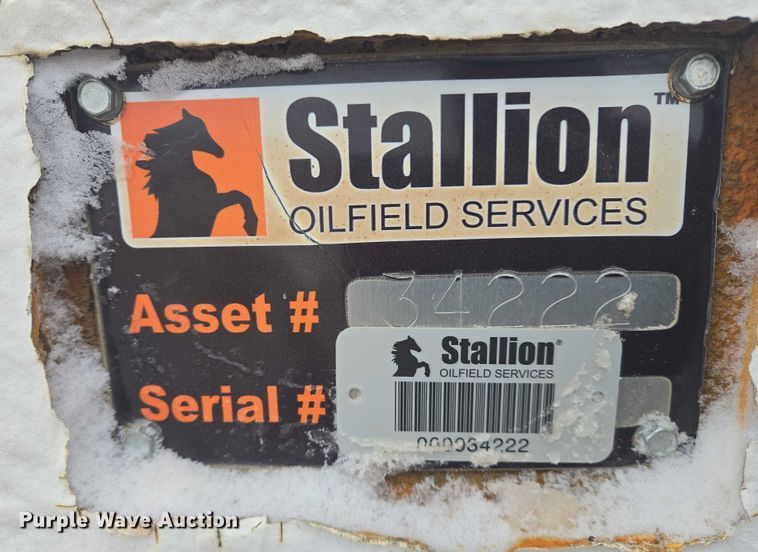 Stallion™
OILFIELD SERVICES
Asset # 34222
Serial #
Stallion®
OILFIELD SERVICES
000034222
Purple Wave Auction